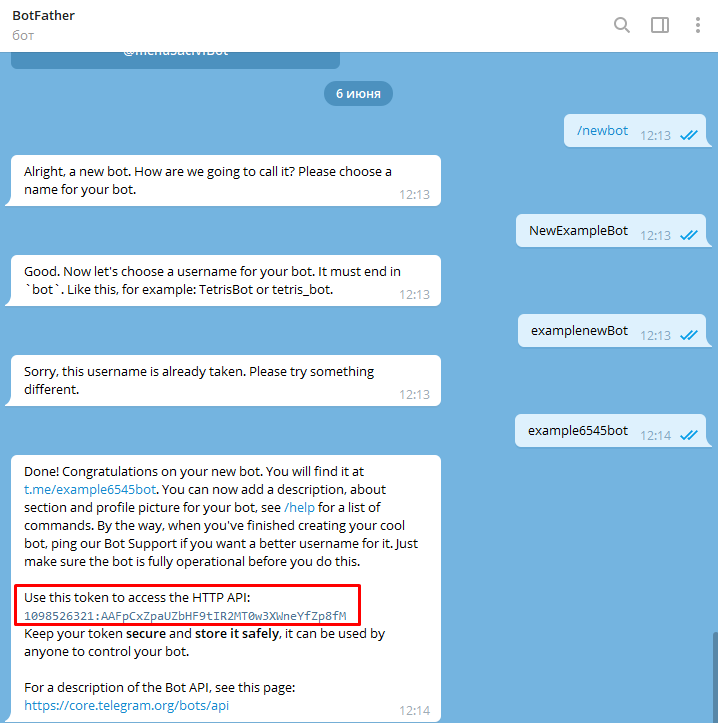 BotFather
бот
6 июня
/newbot 12:13
Alright, a new bot. How are we going to call it? Please choose a
name for your bot.
12:13
NewExampleBot 12:13
Good. Now let's choose a username for your bot. It must end in
`bot`. Like this, for example: TetrisBot or tetris_bot.
12:13
examplenewBot 12:13
Sorry, this username is already taken. Please try something
different.
12:13
example6545bot 12:14
Done! Congratulations on your new bot. You will find it at
t.me/example6545bot. You can now add a description, about
section and profile picture for your bot, see /help for a list of
commands. By the way, when you've finished creating your cool
bot, ping our Bot Support if you want a better username for it. Just
make sure the bot is fully operational before you do this.
Use this token to access the HTTP API:
1098526321:AAFpCxZpaUZbHF9tIR2MT0w3XWneYfZp8fM
Keep your token secure and store it safely, it can be used by
anyone to control your bot.
For a description of the Bot API, see this page:
https://core.telegram.org/bots/api
12:14